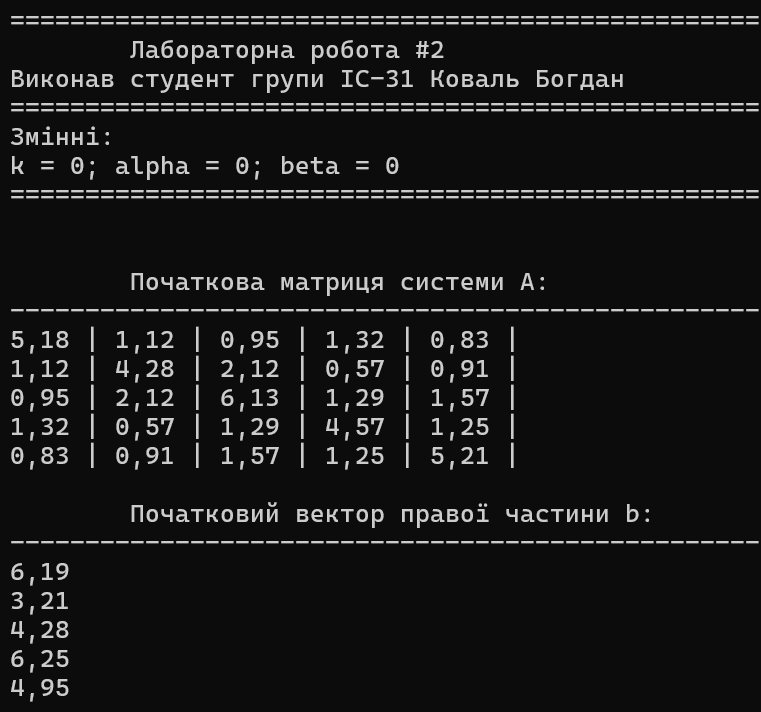 ==================================================
Лабораторна робота #2
Виконав студент групи ІС-31 Коваль Богдан
==================================================
Змінні:
k = 0; alpha = 0; beta = 0
==================================================
Початкова матриця системи А:
--------------------------------------------------
5,18 | 1,12 | 0,95 | 1,32 | 0,83 |
1,12 | 4,28 | 2,12 | 0,57 | 0,91 |
0,95 | 2,12 | 6,13 | 1,29 | 1,57 |
1,32 | 0,57 | 1,29 | 4,57 | 1,25 |
0,83 | 0,91 | 1,57 | 1,25 | 5,21 |
Початковий вектор правої частини b:
--------------------------------------------------
6,19
3,21
4,28
6,25
4,95